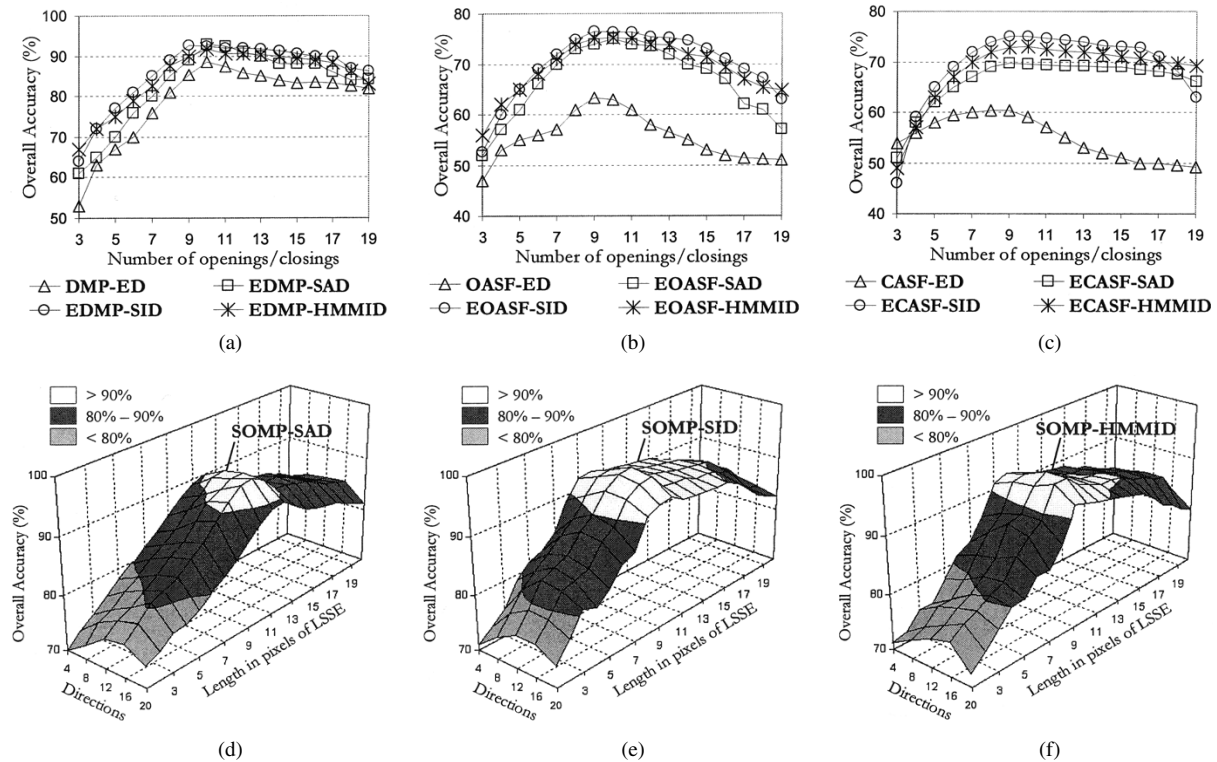 100
90
80
70
60
50
Overall Accuracy (%)
3 5 7 9 11 13 15 17 19
Number of openings/closings
DMP-ED EDMP-SAD
EDMP-SID EDMP-HMMID
(a)
80
70
60
50
40
Overall Accuracy (%)
3 5 7 9 11 13 15 17 19
Number of openings/closings
OASF-ED EOASF-SAD
EOASF-SID EOASF-HMMID
(b)
80
70
60
50
40
Overall Accuracy (%)
3 5 7 9 11 13 15 17 19
Number of openings/closings
CASF-ED ECASF-SAD
ECASF-SID ECASF-HMMID
(c)
> 90%
80% – 90%
< 80%
SOMP-SAD
100
90
80
70
Overall Accuracy (%)
4 8 12 16 20
Directions
3 5 7 9 11 13 15 17 19
Length in pixels of LSSE
(d)
> 90%
80% – 90%
< 80%
SOMP-SID
100
90
80
70
Overall Accuracy (%)
4 8 12 16 20
Directions
3 5 7 9 11 13 15 17 19
Length in pixels of LSSE
(e)
> 90%
80% – 90%
< 80%
SOMP-HMMID
100
90
80
70
Overall Accuracy (%)
4 8 12 16 20
Directions
3 5 7 9 11 13 15 17 19
Length in pixels of LSSE
(f)